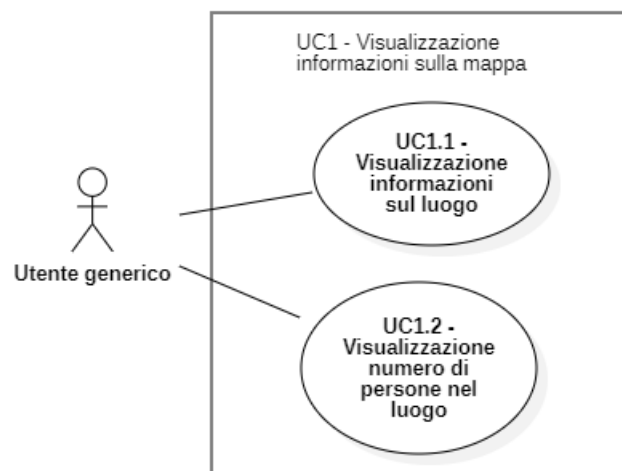 UC1 - Visualizzazione
informazioni sulla mappa
UC1.1 -
Visualizzazione
informazioni
sul luogo
Utente generico
UC1.2 -
Visualizzazione
numero di
persone nel
luogo